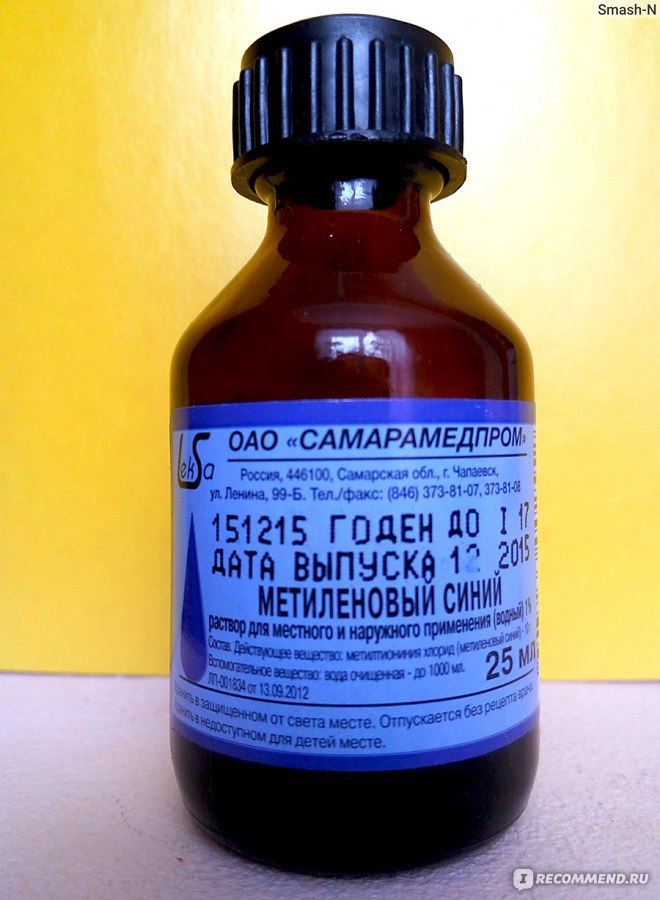 Smash-N
LekSa
ОАО «САМАРАМЕДПРОМ»
Россия, 446100, Самарская обл., г. Чапаевск,
ул. Ленина, 99-Б. Тел./факс: (846) 373-81-07, 373-81-08
151215 ГОДЕН ДО I 17
ДАТА ВЫПУСКА 12 2015
МЕТИЛЕНОВЫЙ СИНИЙ
раствор для местного и наружного применения (водный) 1%
Состав. Действующее вещество: метилтиониния хлорид (метиленовый синий) - 10 г
Вспомогательное вещество: вода очищенная - до 1000 мл.
25 мл
ЛП-001834 от 13.09.2012
в защищенном от света месте. Отпускается без рецепта врача.
в недоступном для детей месте.
IRECOMMEND.RU